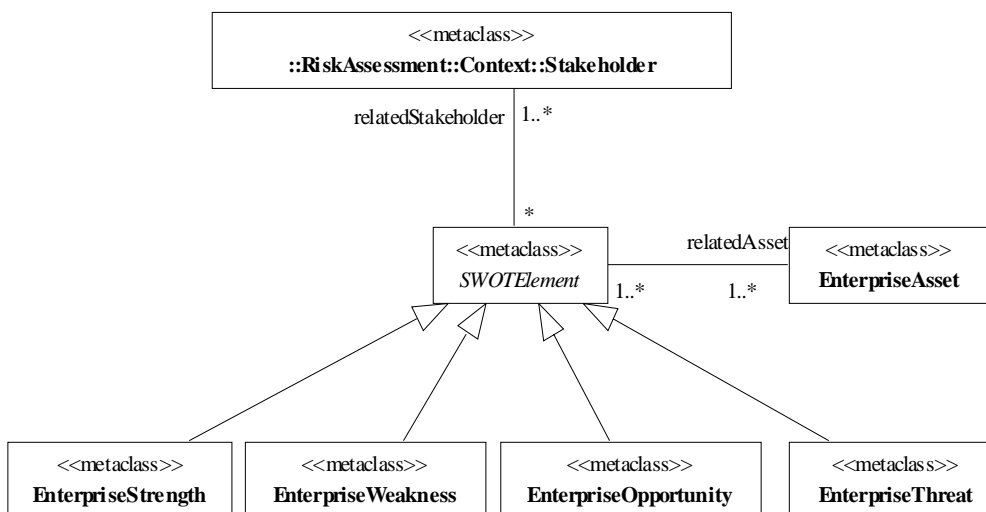 <<metaclass>>
::RiskAssessment::Context::Stakeholder
relatedStakeholder
1..*
*
<<metaclass>>
SWOTElement
relatedAsset
1..*
1..*
<<metaclass>>
EnterpriseAsset
<<metaclass>>
EnterpriseStrength
<<metaclass>>
EnterpriseWeakness
<<metaclass>>
EnterpriseOpportunity
<<metaclass>>
EnterpriseThreat